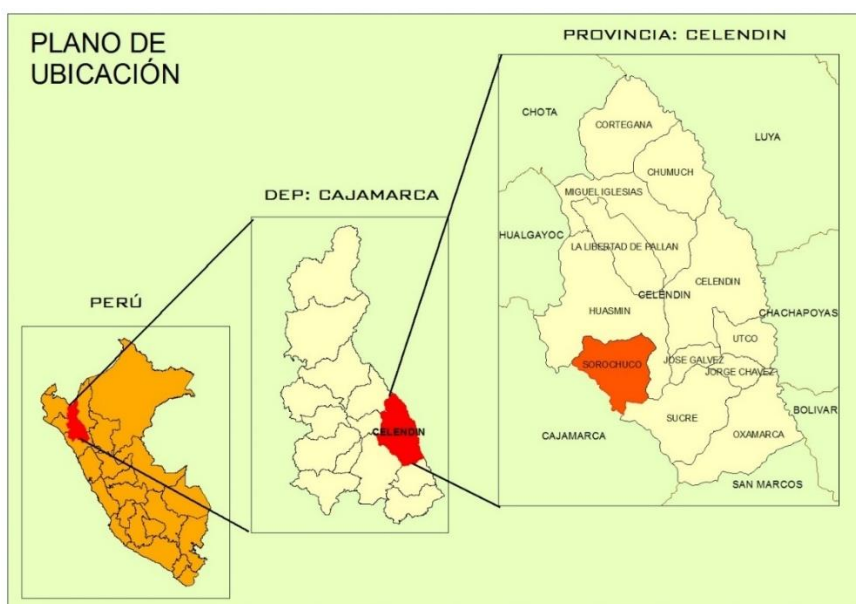 PLANO DE
UBICACIÓN
PERÚ
DEP: CAJAMARCA
CELENDIN
PROVINCIA: CELENDIN
CHOTA
CORTEGANA
LUYA
CHUMUCH
MIGUEL IGLESIAS
HUALGAYOC
LA LIBERTAD DE PALLAN
CELENDIN
CELENDIN
HUASMIN
CHACHAPOYAS
UTCO
SOROCHUCO
JOSE GALVEZ
JORGE CHAVEZ
SUCRE
BOLIVAR
CAJAMARCA
OXAMARCA
SAN MARCOS